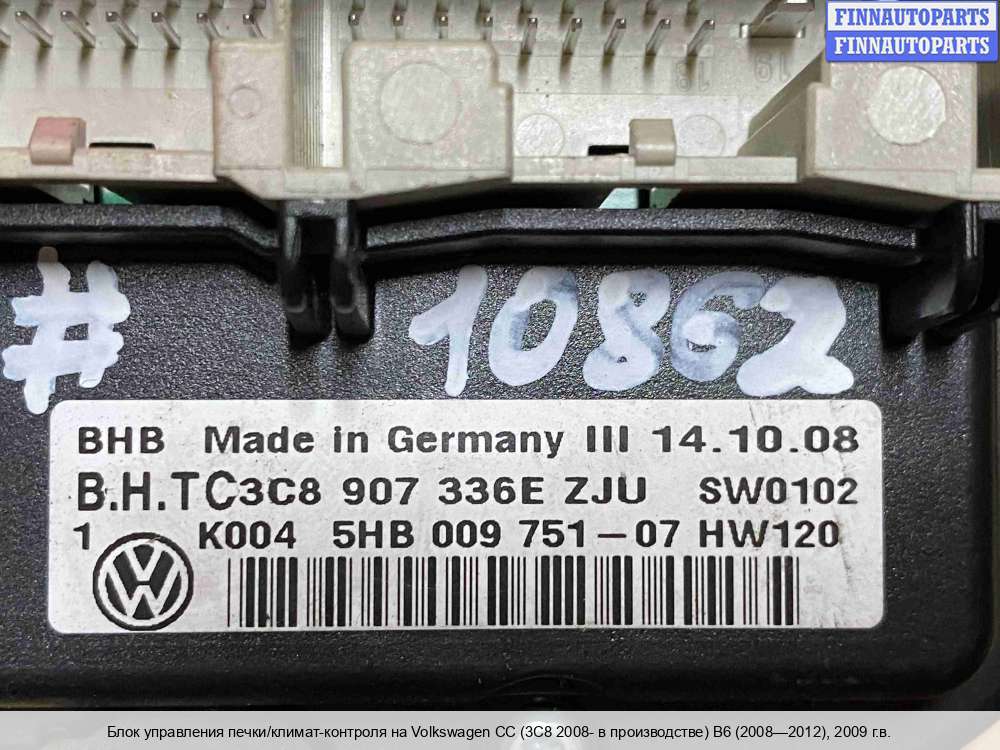 FINNAUTOPARTS
FINNAUTOPARTS
19
# 10862
BHB Made in Germany III 14.10.08
B.H.TC3C8 907 336E ZJU SW0102
1 K004 5HB 009 751-07 HW120
Блок управления печки/климат-контроля на Volkswagen CC (3C8 2008- в производстве) B6 (2008—2012), 2009 г.в.